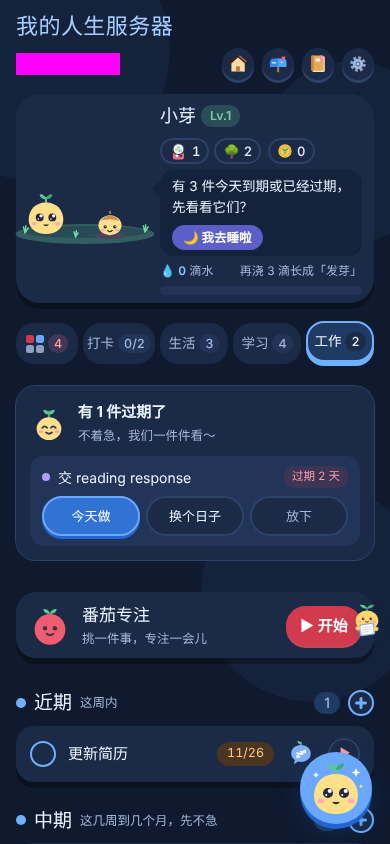 我的人生服务器
小芽 Lv.1
1 2 0
有 3 件今天到期或已经过期，
先看看它们？
🌙 我去睡啦
💧 0 滴水 再浇 3 滴长成「发芽」
4 打卡 0/2 生活 3 学习 4 工作 2
有 1 件过期了
不着急，我们一件件看～
交 reading response 过期 2 天
今天做 换个日子 放下
番茄专注
挑一件事，专注一会儿
▶ 开始
近期 这周内 1
更新简历 11/26
中期 这几周到几个月，先不急